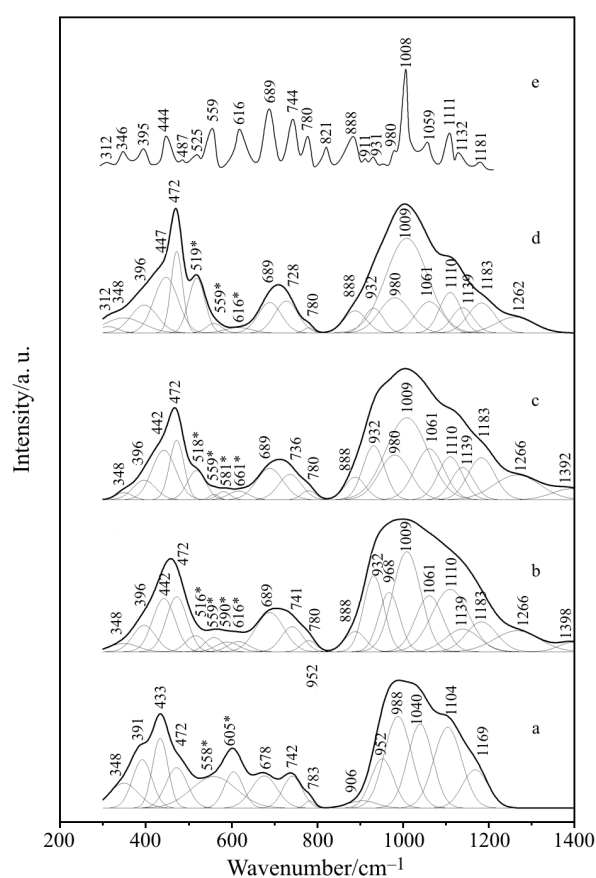 1008
e
312 346 395 444 487 525 559 616 689 744 780 821 888 911 931 980 1059 1111 1132 1181
472
d
312 348 396 447 519* 559* 616* 689 728 780 888 932 980 1009 1061 1110 1139 1183 1262
c
348 396 442 472 518* 559* 581* 661* 689 736 780 888 932 980 1009 1061 1110 1139 1183 1266 1392
b
348 396 442 472 516* 559* 590* 616* 689 741 780 888 932 968 1009 1061 1110 1139 1183 1266 1398
952
a
348 391 433 472 558* 605* 678 742 783 906 952 988 1040 1104 1169
Intensity/a. u.
200 400 600 800 1000 1200 1400
Wavenumber/cm⁻¹